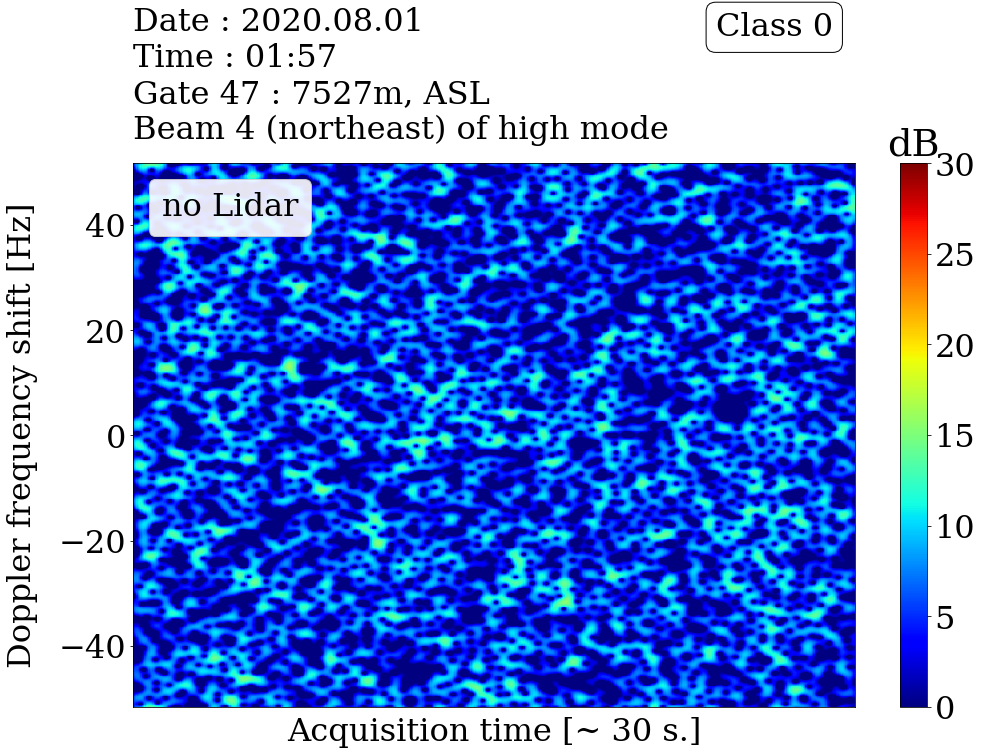 Date : 2020.08.01
Time : 01:57
Gate 47 : 7527m, ASL
Beam 4 (northeast) of high mode
Class 0
dB
no Lidar
Doppler frequency shift [Hz]
40
20
0
−20
−40
Acquisition time [~ 30 s.]
30
25
20
15
10
5
0